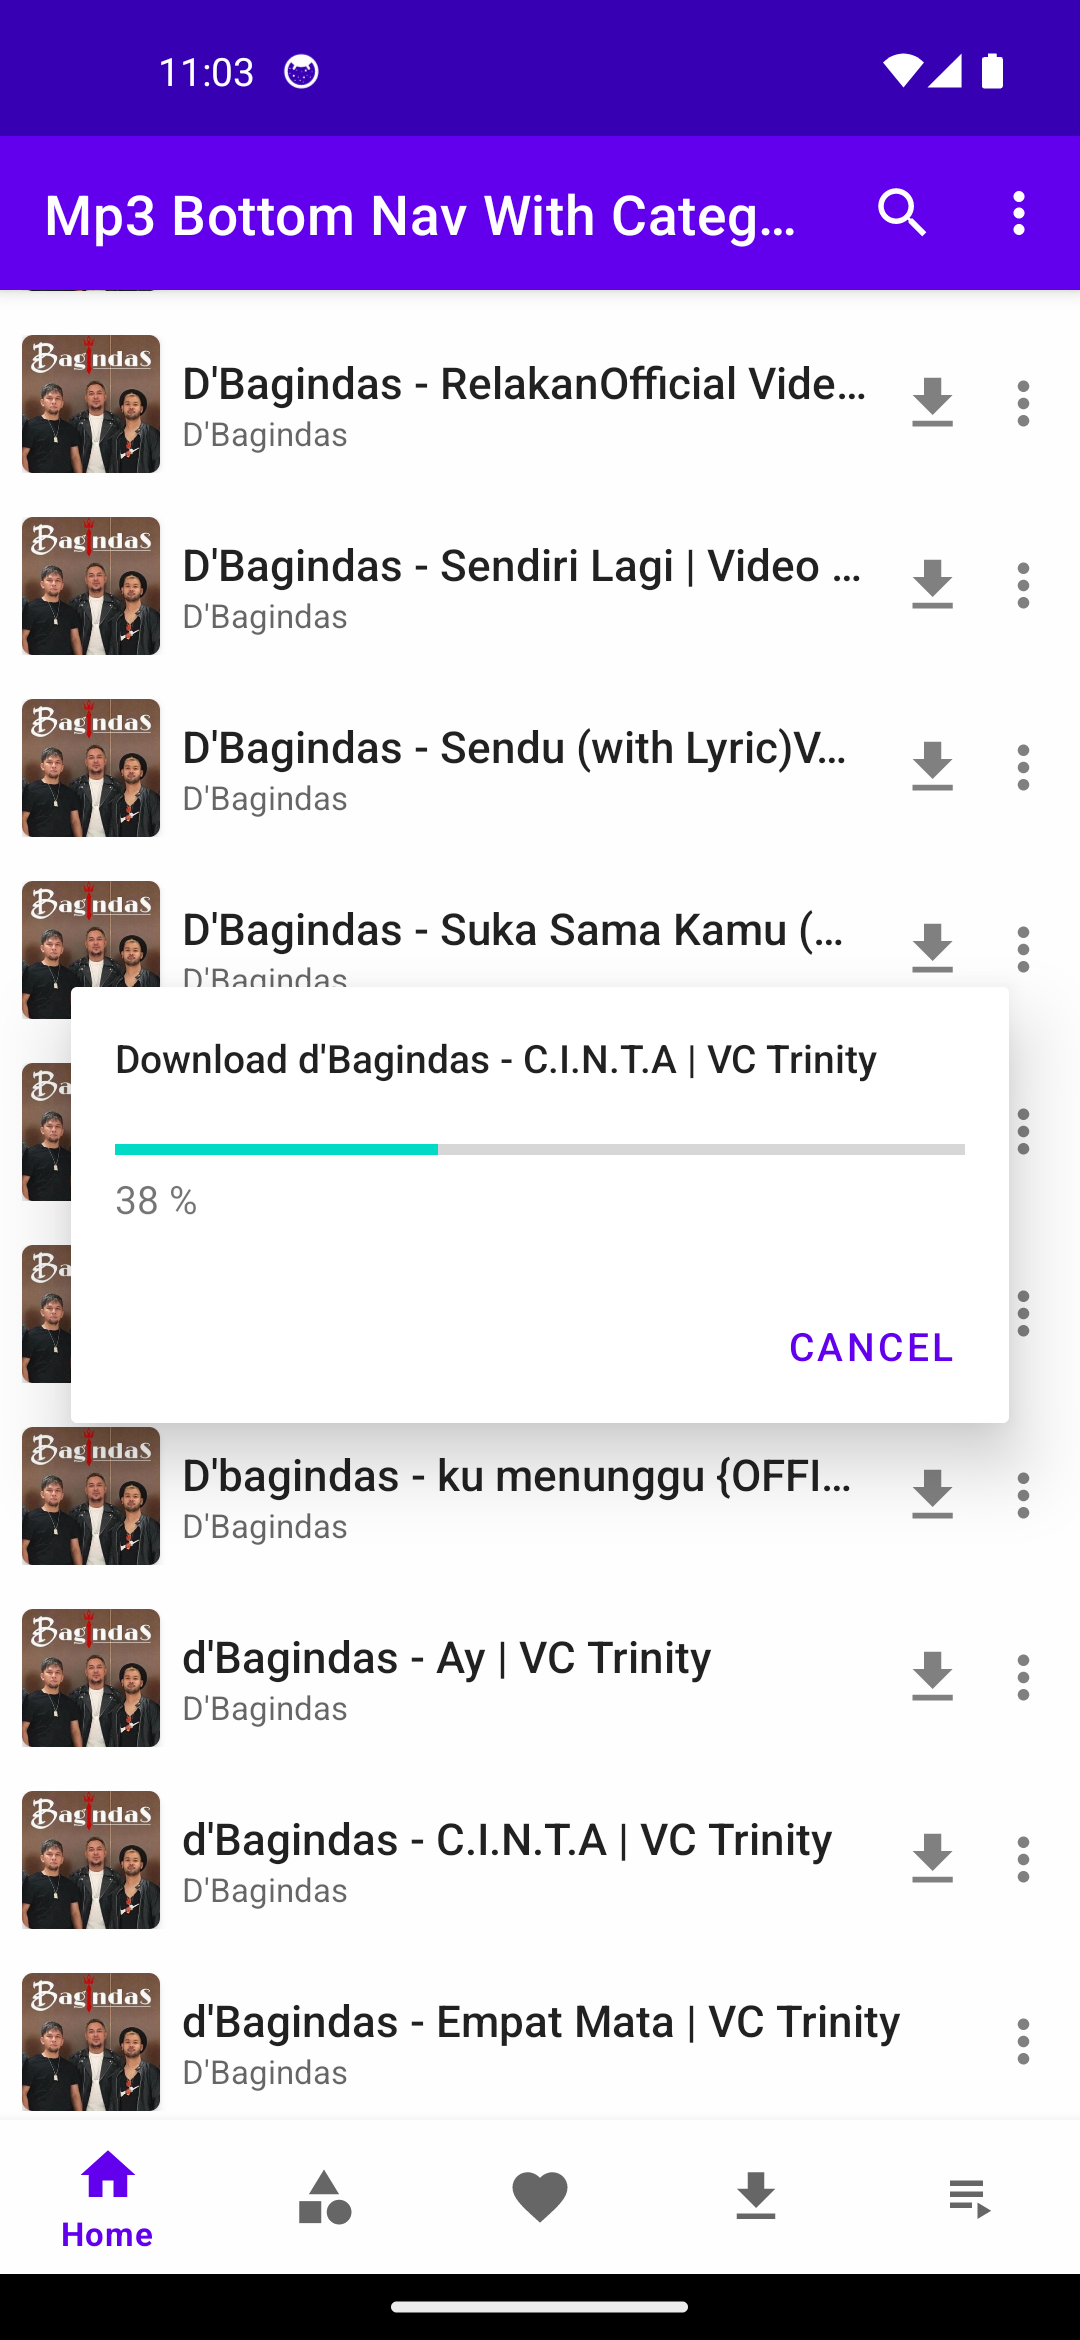 11:03
Mp3 Bottom Nav With Categ...
BagindaS
D'Bagindas - RelakanOfficial Vide...
D'Bagindas
BagindaS
D'Bagindas - Sendiri Lagi | Video ...
D'Bagindas
BagindaS
D'Bagindas - Sendu (with Lyric)V...
D'Bagindas
BagindaS
D'Bagindas - Suka Sama Kamu (...
D'Bagindas
Download d'Bagindas - C.I.N.T.A | VC Trinity
Ba
38 %
Ba
CANCEL
BagindaS
D'bagindas - ku menunggu {OFFI...
D'Bagindas
BagindaS
d'Bagindas - Ay | VC Trinity
D'Bagindas
BagindaS
d'Bagindas - C.I.N.T.A | VC Trinity
D'Bagindas
BagindaS
d'Bagindas - Empat Mata | VC Trinity
D'Bagindas
Home